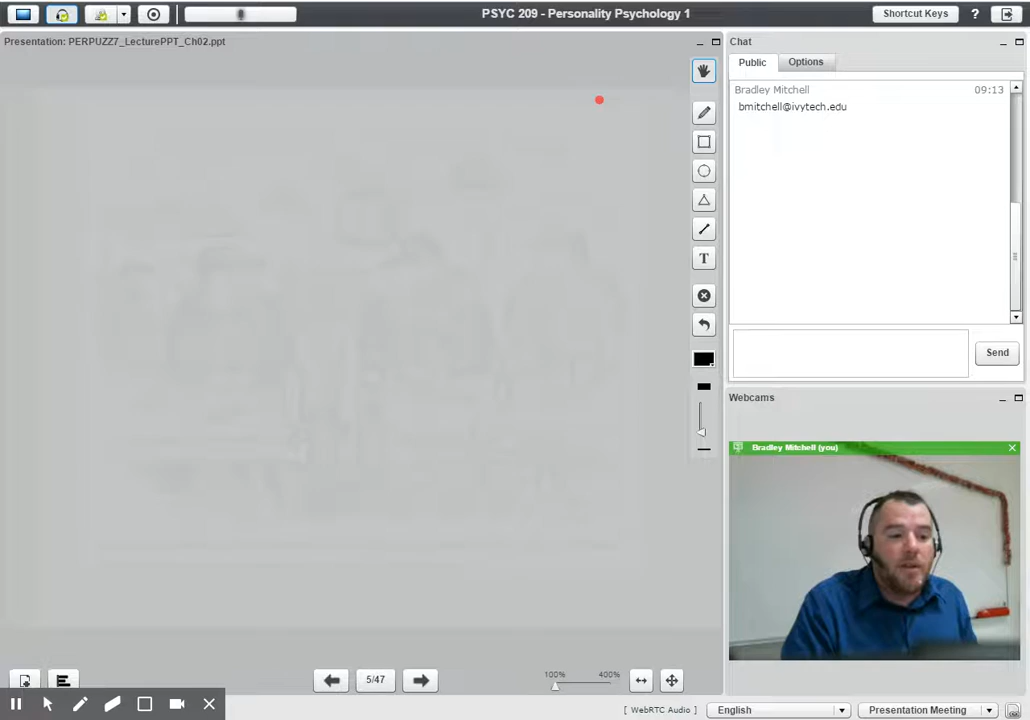 PSYC 209 - Personality Psychology 1
Shortcut Keys
?
Presentation: PERPUZZ7_LecturePPT_Ch02.ppt
Chat
Public
Options
Bradley Mitchell
09:13
bmitchell@ivytech.edu
T
Send
Webcams
Bradley Mitchell (you)
5/47
100%
400%
[ WebRTC Audio ]
English
Presentation Meeting